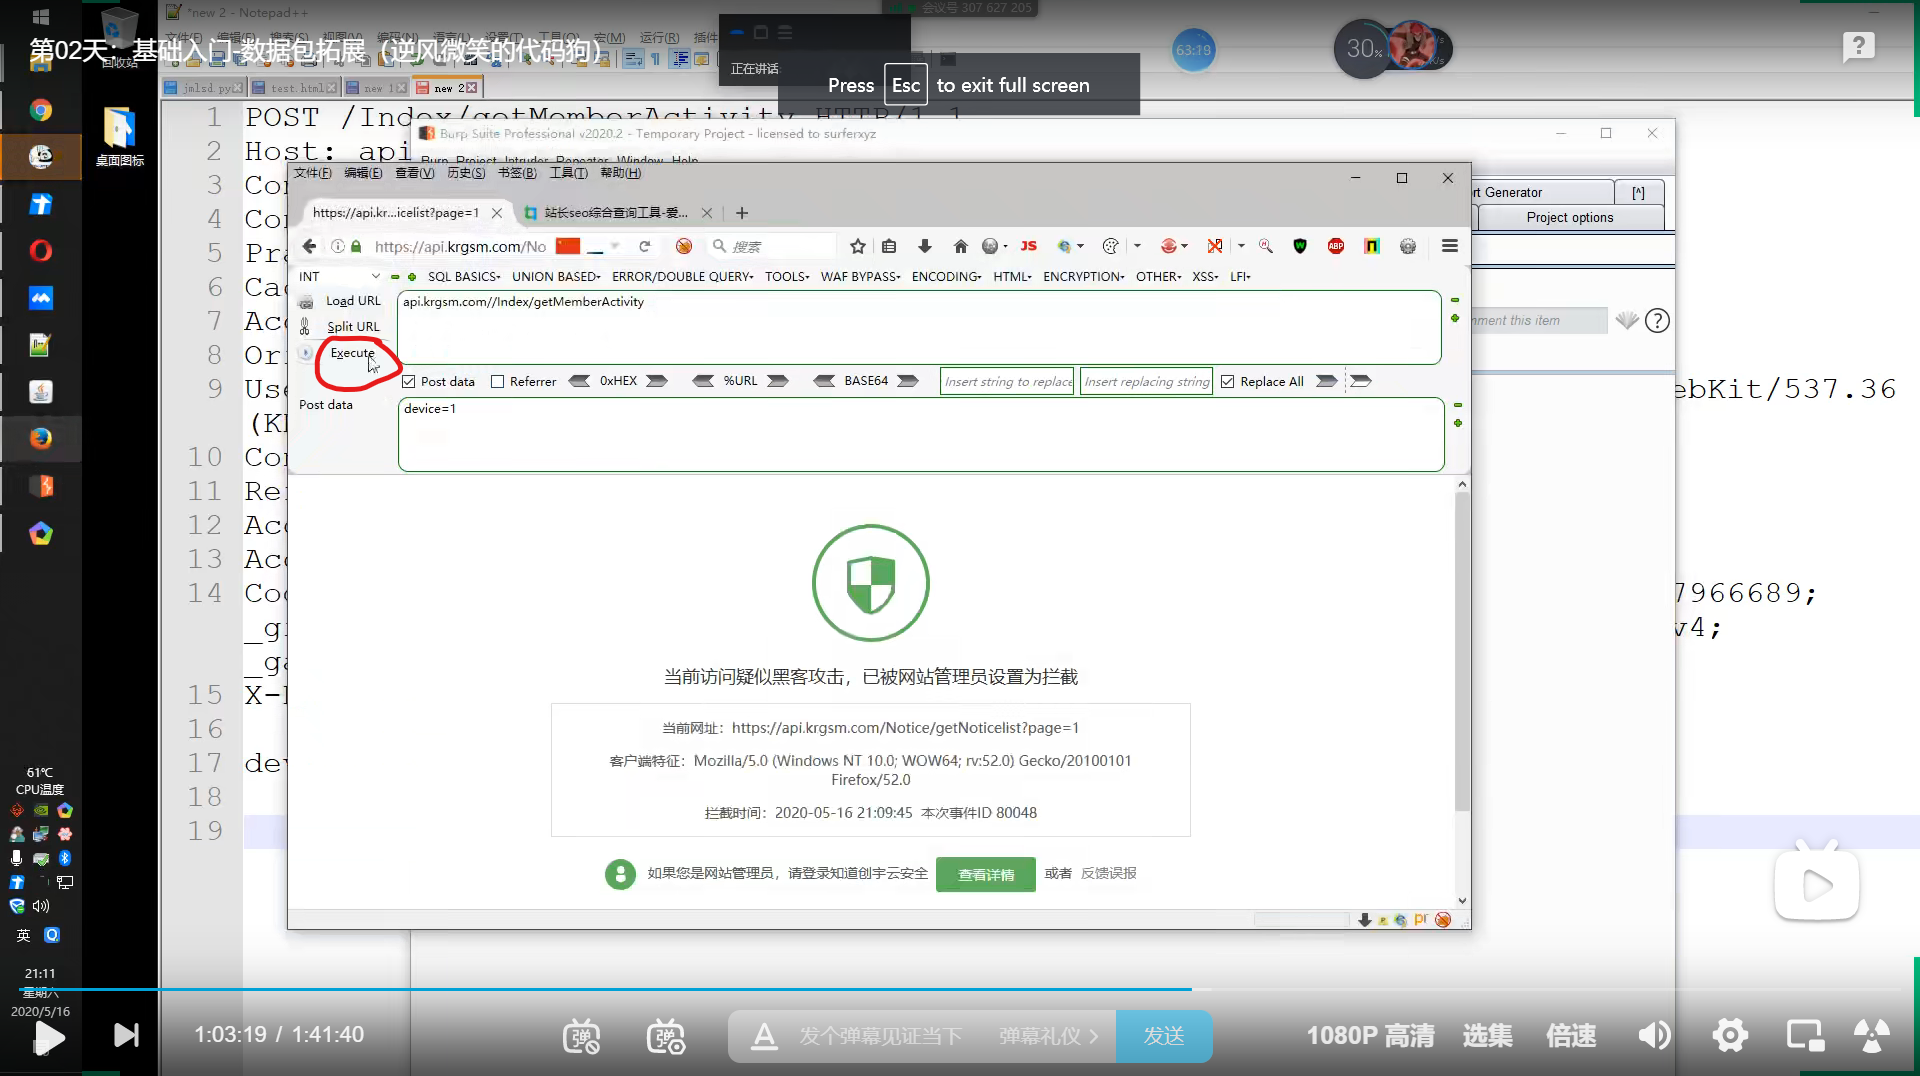 *new 2 - Notepad++
会议号 307 627 205
第02天：基础入门-数据包拓展（逆风微笑的代码狗）
回收站
正在讲话
63:19
30%
Press Esc to exit full screen
jmlsd.py
test.html
new 1
new 2
桌面图标
1 POST /Index/getMemberActivity HTTP/1.1
2 Host: api
3 Co
4 Co
5 Pra
6 Cac
7 Acc
8 Ori
9 Use
ebKit/537.36
10 Co
11 Re
12 Acc
13 Acc
14 Coo
7966689;
v4;
_ga
15 X-
16
17 dev
18
19
Burp Suite Professional v2020.2 - Temporary Project - licensed to surferxyz
Burp Project Intruder Repeater Window Help
rt Generator
[^]
Project options
mment this item
?
文件(F) 编辑(E) 查看(V) 历史(S) 书签(B) 工具(T) 帮助(H)
https://api.kr...icelist?page=1
站长seo综合查询工具-爱...
https://api.krgsm.com/No
搜索
JS
ABP
INT
SQL BASICS UNION BASED ERROR/DOUBLE QUERY TOOLS WAF BYPASS ENCODING HTML ENCRYPTION OTHER XSS LFI
Load URL
api.krgsm.com//Index/getMemberActivity
Split URL
Execute
Post data Referrer 0xHEX %URL BASE64 Insert string to replace Insert replacing string Replace All
Post data
device=1
当前访问疑似黑客攻击，已被网站管理员设置为拦截
当前网址：https://api.krgsm.com/Notice/getNoticelist?page=1
客户端特征：Mozilla/5.0 (Windows NT 10.0; WOW64; rv:52.0) Gecko/20100101
Firefox/52.0
拦截时间：2020-05-16 21:09:45 本次事件ID 80048
如果您是网站管理员，请登录知道创宇云安全 查看详情 或者 反馈误报
61℃
CPU温度
英
21:11
星期六
2020/5/16
1:03:19 / 1:41:40
弹
弹
发个弹幕见证当下
弹幕礼仪 >
发送
1080P 高清
选集
倍速